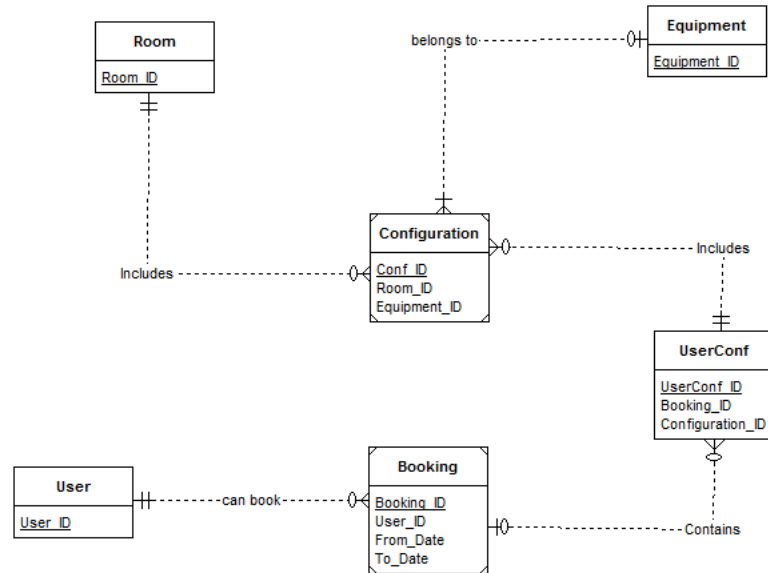 Room
Room_ID
Equipment
Equipment_ID
belongs to
Configuration
Conf_ID
Room_ID
Equipment_ID
Includes
Includes
UserConf
UserConf_ID
Booking_ID
Configuration_ID
User
User_ID
can book
Booking
Booking_ID
User_ID
From_Date
To_Date
Contains